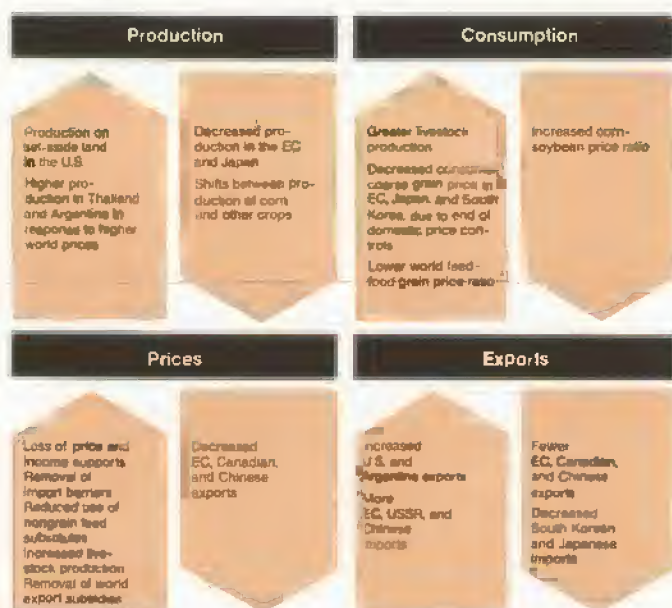 Production
Production on
set-aside land
in the U.S.
Higher pro-
duction in Thailand
and Argentina in
response to higher
world prices
Decreased pro-
duction in the EC
and Japan
Shifts between pro-
duction of corn
and other crops
Consumption
Greater livestock
production
Decreased consumer
coarse grain price in
EC, Japan, and South
Korea, due to end of
domestic price con-
trols
Lower world feed-
food-grain price ratio
Increased corn-
soybean price ratio
Prices
Loss of price and
income supports
Removal of
import barriers
Reduced use of
nongrain feed
substitutes
Increased live-
stock production
Removal of world
export subsidies
Decreased
EC, Canadian,
and Chinese
exports
Exports
Increased
U.S. and
Argentine exports
More
EC, USSR, and
Chinese
imports
Fewer
EC, Canadian,
and Chinese
exports
Decreased
South Korean
and Japanese
imports